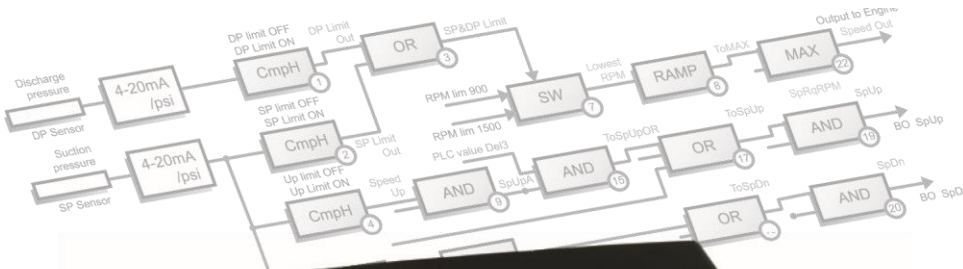 DP limit OFF
DP Limit ON
DP Limit
Out
SP&DP Limit
Output to Engine
Speed Out
Discharge
pressure
DP Sensor
4-20mA
/psi
CmpH
1
OR
3
RPM lim 900
RPM lim 1500
SW
7
Lowest
RPM
RAMP
8
ToMAX
MAX
22
Suction
pressure
SP Sensor
4-20mA
/psi
SP limit OFF
SP Limit ON
CmpH
2
SP Limit
Out
PLC value Del3
Up limit OFF
Up Limit ON
CmpH
4
Speed
Up
AND
9
SpUpA
AND
15
ToSpUpOR
OR
17
ToSpUp
SpRqRPM
AND
19
SpUp
BO SpUp
ToSpDn
OR
AND
20
SpDn
BO SpD